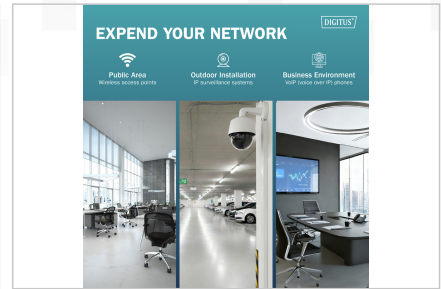 EXPEND YOUR NETWORK
DIGITUS
Public Area
Wireless access points
Outdoor Installation
IP surveillance systems
Business Environment
VoIP (voice over IP) phones